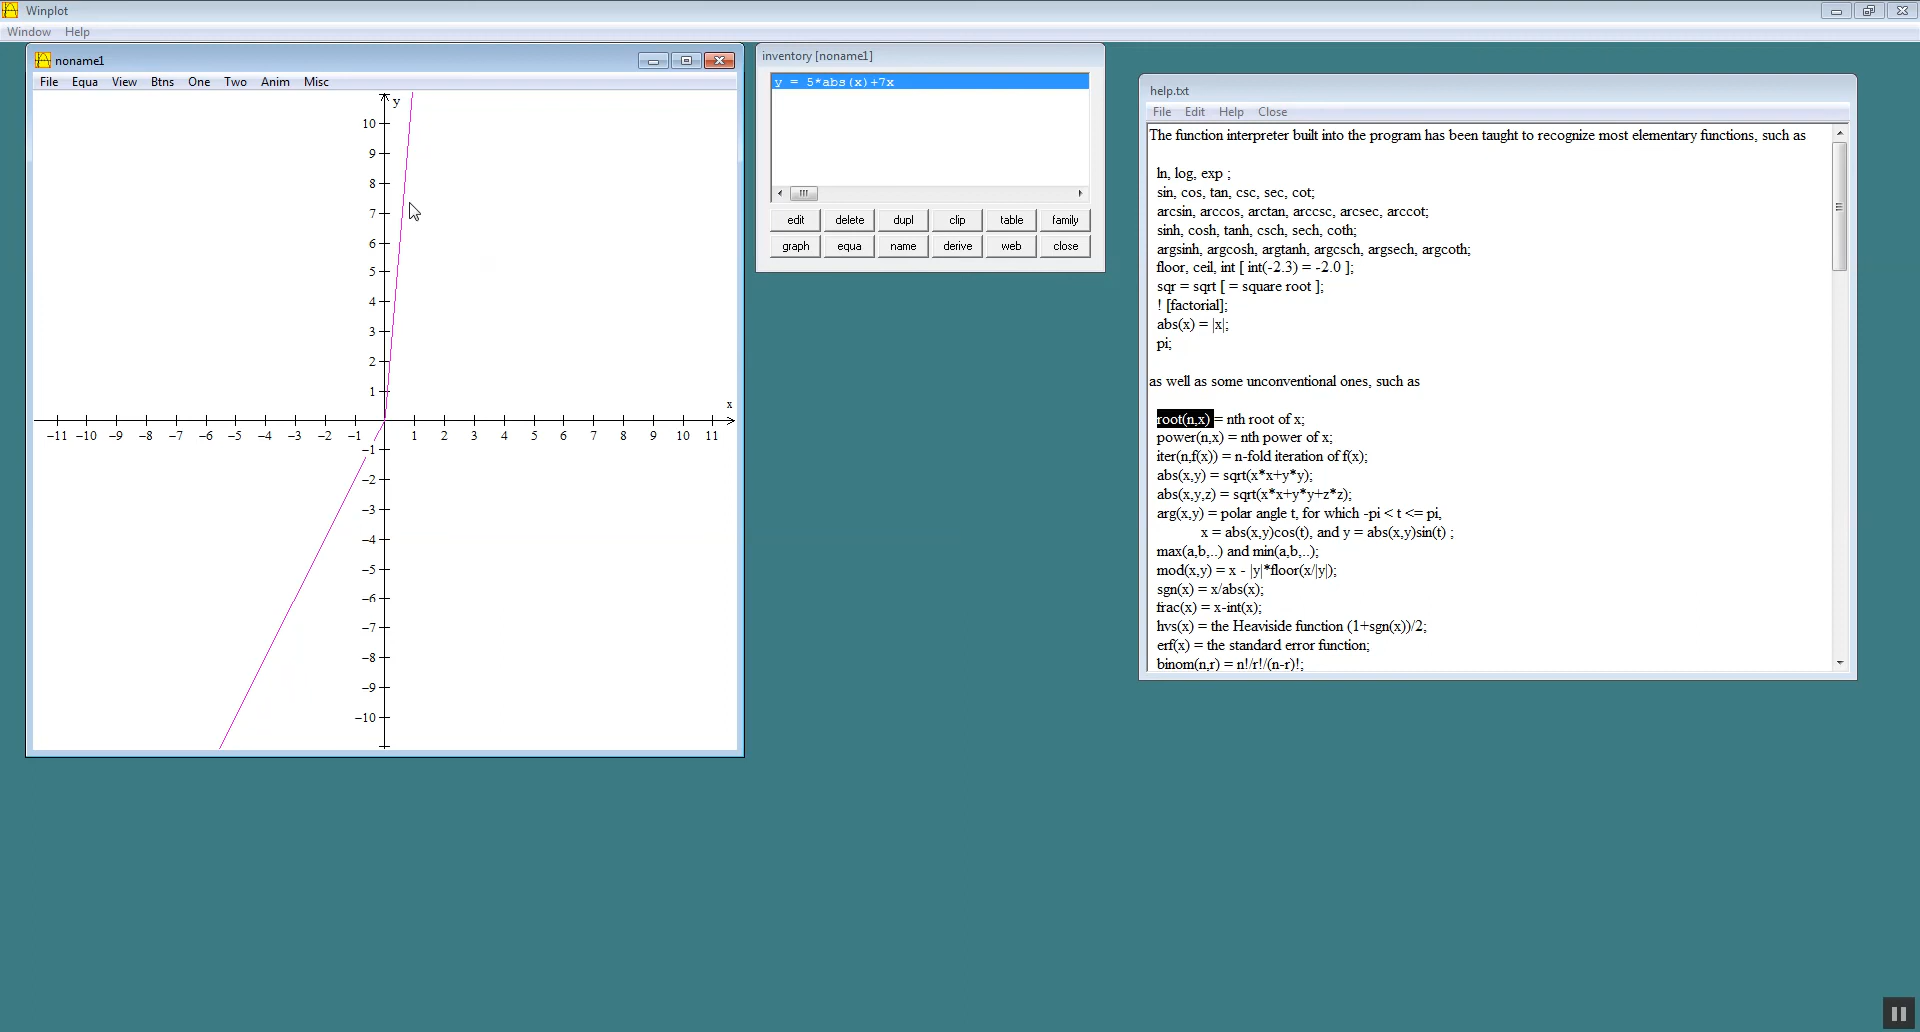 Winplot
Window Help
noname1
File Equa View Btns One Two Anim Misc
y
10
9
8
7
6
5
4
3
2
1
x
–11 –10 –9 –8 –7 –6 –5 –4 –3 –2 –1 1 2 3 4 5 6 7 8 9 10 11
–1
–2
–3
–4
–5
–6
–7
–8
–9
–10
inventory [noname1]
y = 5*abs(x)+7x
edit delete dupl clip table family
graph equa name derive web close
help.txt
File Edit Help Close
The function interpreter built into the program has been taught to recognize most elementary functions, such as
ln, log, exp ;
sin, cos, tan, csc, sec, cot;
arcsin, arccos, arctan, arccsc, arcsec, arccot;
sinh, cosh, tanh, csch, sech, coth;
argsinh, argcosh, argtanh, argcsch, argsech, argcoth;
floor, ceil, int [ int(-2.3) = -2.0 ];
sqr = sqrt [ = square root ];
! [factorial];
abs(x) = |x|;
pi;
as well as some unconventional ones, such as
root(n,x) = nth root of x;
power(n,x) = nth power of x;
iter(n,f(x)) = n-fold iteration of f(x);
abs(x,y) = sqrt(x*x+y*y);
abs(x,y,z) = sqrt(x*x+y*y+z*z);
arg(x,y) = polar angle t, for which -pi < t <= pi,
x = abs(x,y)cos(t), and y = abs(x,y)sin(t) ;
max(a,b,..) and min(a,b,..);
mod(x,y) = x - |y|*floor(x/|y|);
sgn(x) = x/abs(x);
frac(x) = x-int(x);
hvs(x) = the Heaviside function (1+sgn(x))/2;
erf(x) = the standard error function;
binom(n,r) = n!/r!/(n-r)!;